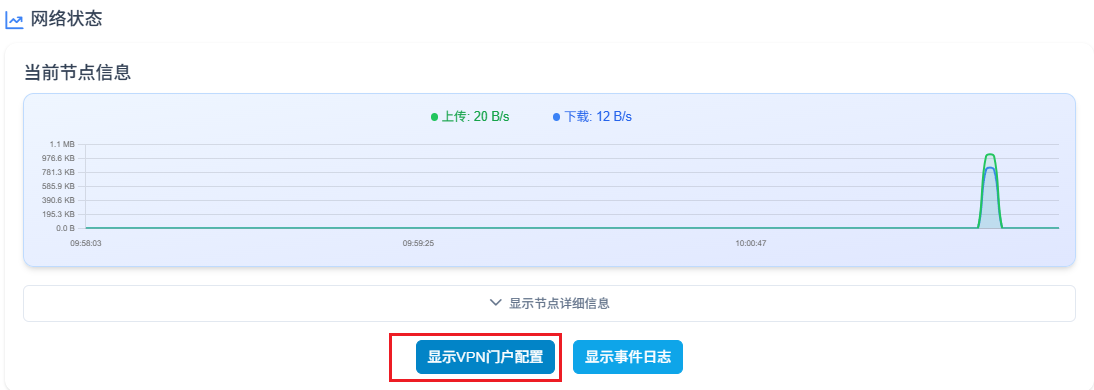 网络状态
当前节点信息
上传: 20 B/s 下载: 12 B/s
1.1 MB
976.6 KB
781.3 KB
585.9 KB
390.6 KB
195.3 KB
0.0 B
09:58:03 09:59:25 10:00:47
显示节点详细信息
显示VPN门户配置 显示事件日志